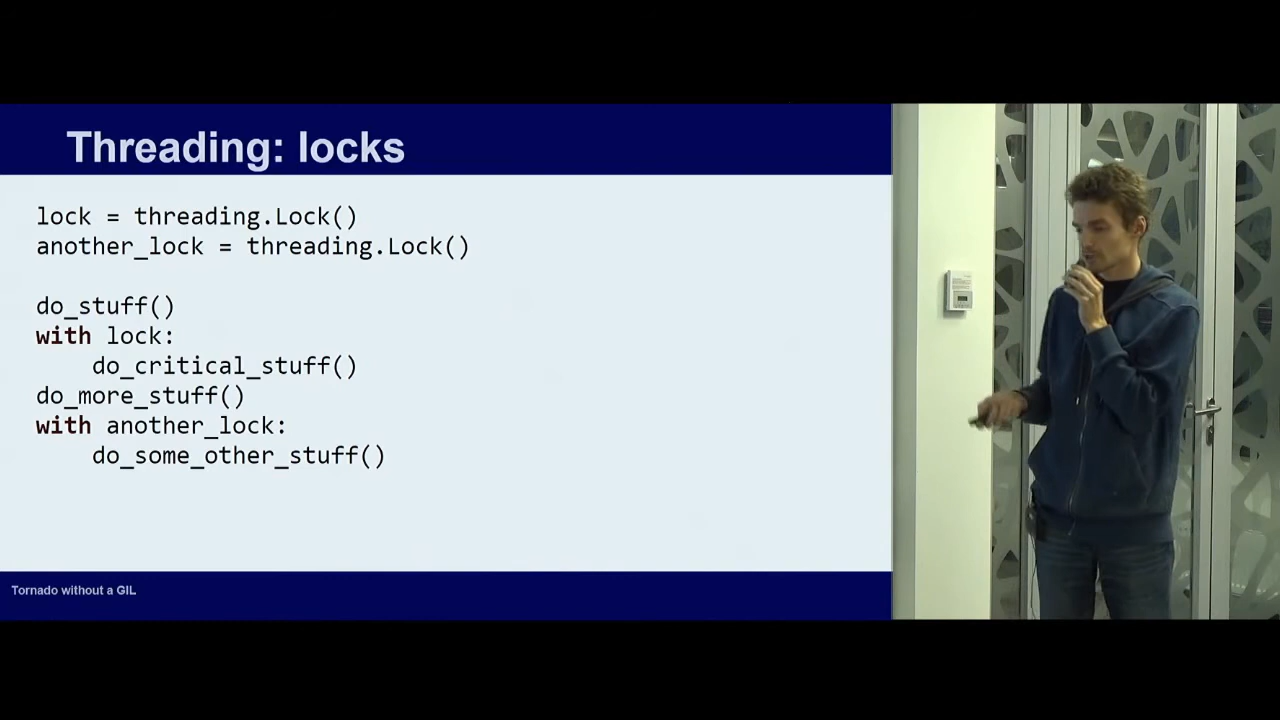 Threading: locks
lock = threading.Lock()
another_lock = threading.Lock()
do_stuff()
with lock:
    do_critical_stuff()
do_more_stuff()
with another_lock:
    do_some_other_stuff()
Tornado without a GIL